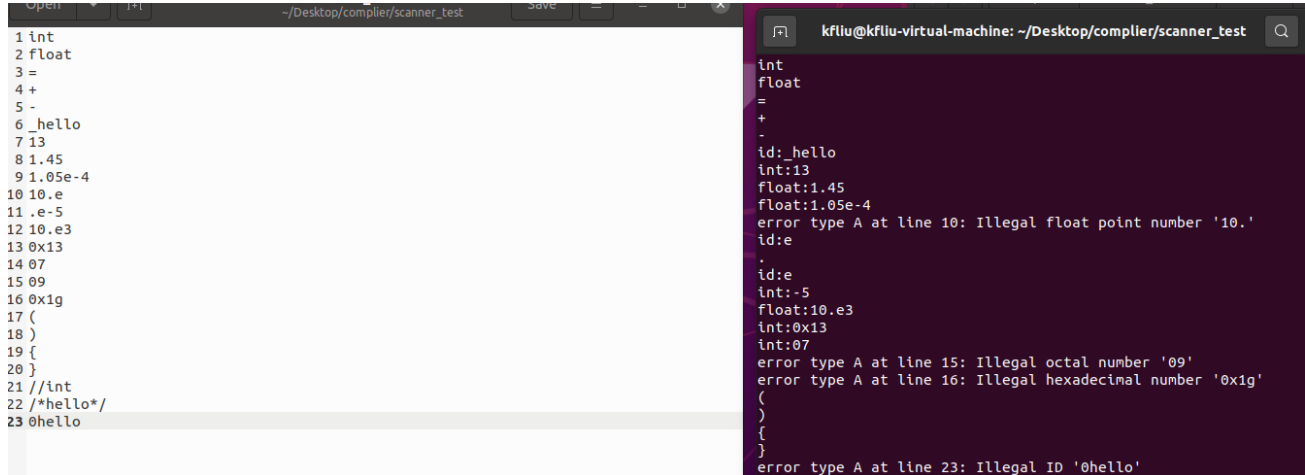 Open
~/Desktop/complier/scanner_test
Save
1 int
2 float
3 =
4 +
5 -
6 _hello
7 13
8 1.45
9 1.05e-4
10 10.e
11 .e-5
12 10.e3
13 0x13
14 07
15 09
16 0x1g
17 (
18 )
19 {
20 }
21 //int
22 /*hello*/
23 0hello
kfliu@kfliu-virtual-machine: ~/Desktop/complier/scanner_test
int
float
=
+
-
id:_hello
int:13
float:1.45
float:1.05e-4
error type A at line 10: Illegal float point number '10.'
id:e
.
id:e
int:-5
float:10.e3
int:0x13
int:07
error type A at line 15: Illegal octal number '09'
error type A at line 16: Illegal hexadecimal number '0x1g'
(
)
{
}
error type A at line 23: Illegal ID '0hello'